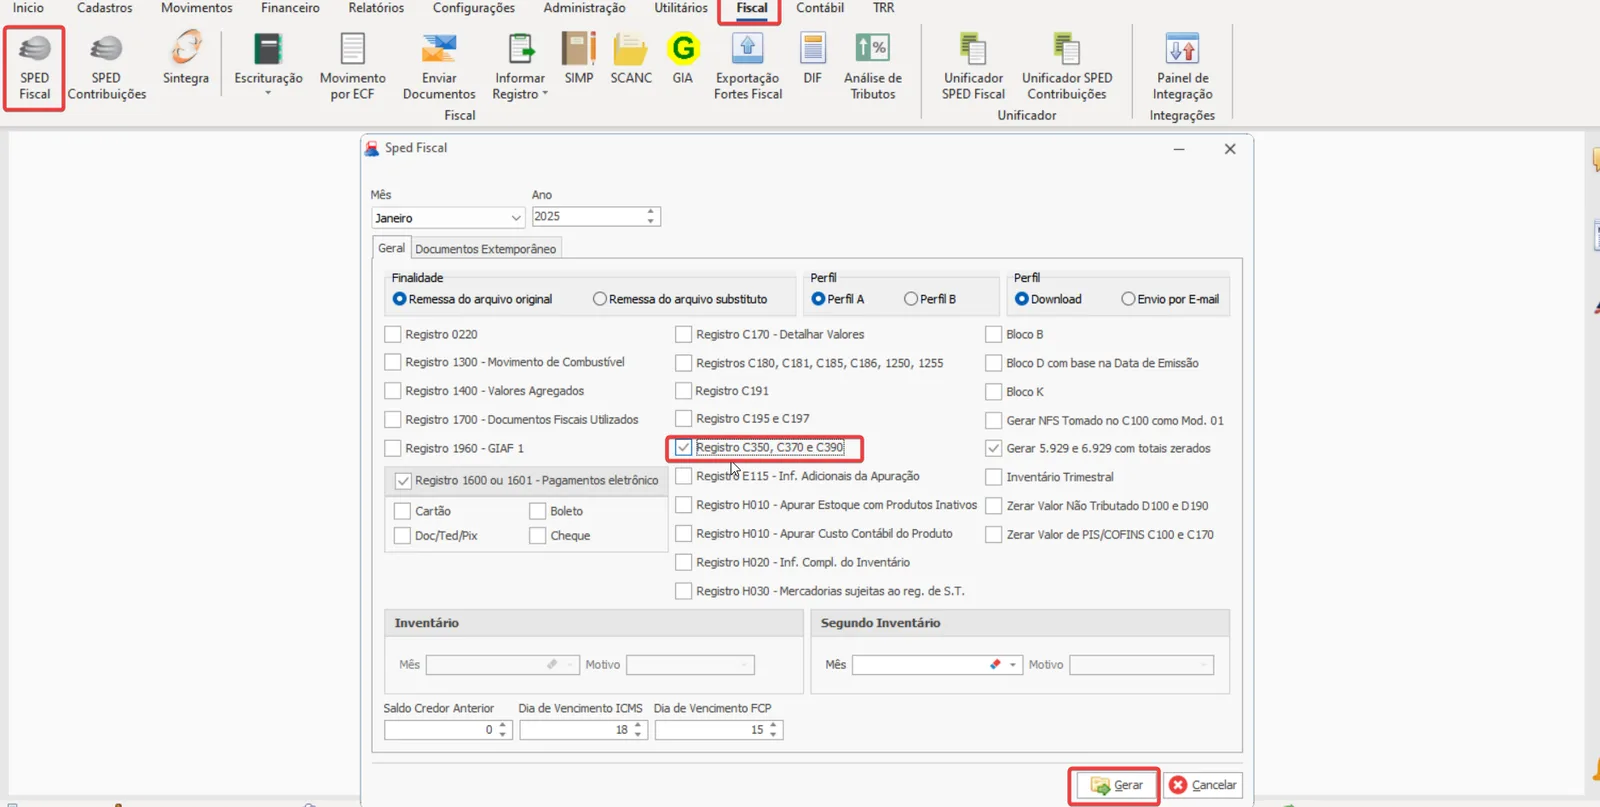 Inicio Cadastros Movimentos Financeiro Relatórios Configurações Administração Utilitários Fiscal Contábil TRR
SPED Fiscal
SPED Contribuições
Sintegra
Escrituração
Movimento por ECF
Enviar Documentos
Informar Registro
SIMP
SCANC
G
GIA
Exportação Fortes Fiscal
DIF
%
Análise de Tributos
Unificador SPED Fiscal
Unificador SPED Contribuições
Painel de Integração
Fiscal Unificador Integrações
Sped Fiscal
Mês Ano
Janeiro 2025
Geral Documentos Extemporâneo
Finalidade Perfil Perfil
Remessa do arquivo original Remessa do arquivo substituto Perfil A Perfil B Download Envio por E-mail
Registro 0220
Registro 1300 - Movimento de Combustível
Registro 1400 - Valores Agregados
Registro 1700 - Documentos Fiscais Utilizados
Registro 1960 - GIAF 1
Registro 1600 ou 1601 - Pagamentos eletrônico
Cartão Boleto
Doc/Ted/Pix Cheque
Registro C170 - Detalhar Valores
Registros C180, C181, C185, C186, 1250, 1255
Registro C191
Registro C195 e C197
Registro C350, C370 e C390
Registro E115 - Inf. Adicionais da Apuração
Registro H010 - Apurar Estoque com Produtos Inativos
Registro H010 - Apurar Custo Contábil do Produto
Registro H020 - Inf. Compl. do Inventário
Registro H030 - Mercadorias sujeitas ao reg. de S.T.
Bloco B
Bloco D com base na Data de Emissão
Bloco K
Gerar NFS Tomado no C100 como Mod. 01
Gerar 5.929 e 6.929 com totais zerados
Inventário Trimestral
Zerar Valor Não Tributado D100 e D190
Zerar Valor de PIS/COFINS C100 e C170
Inventário Segundo Inventário
Mês Motivo Mês Motivo
Saldo Credor Anterior Dia de Vencimento ICMS Dia de Vencimento FCP
0 18 15
Gerar Cancelar